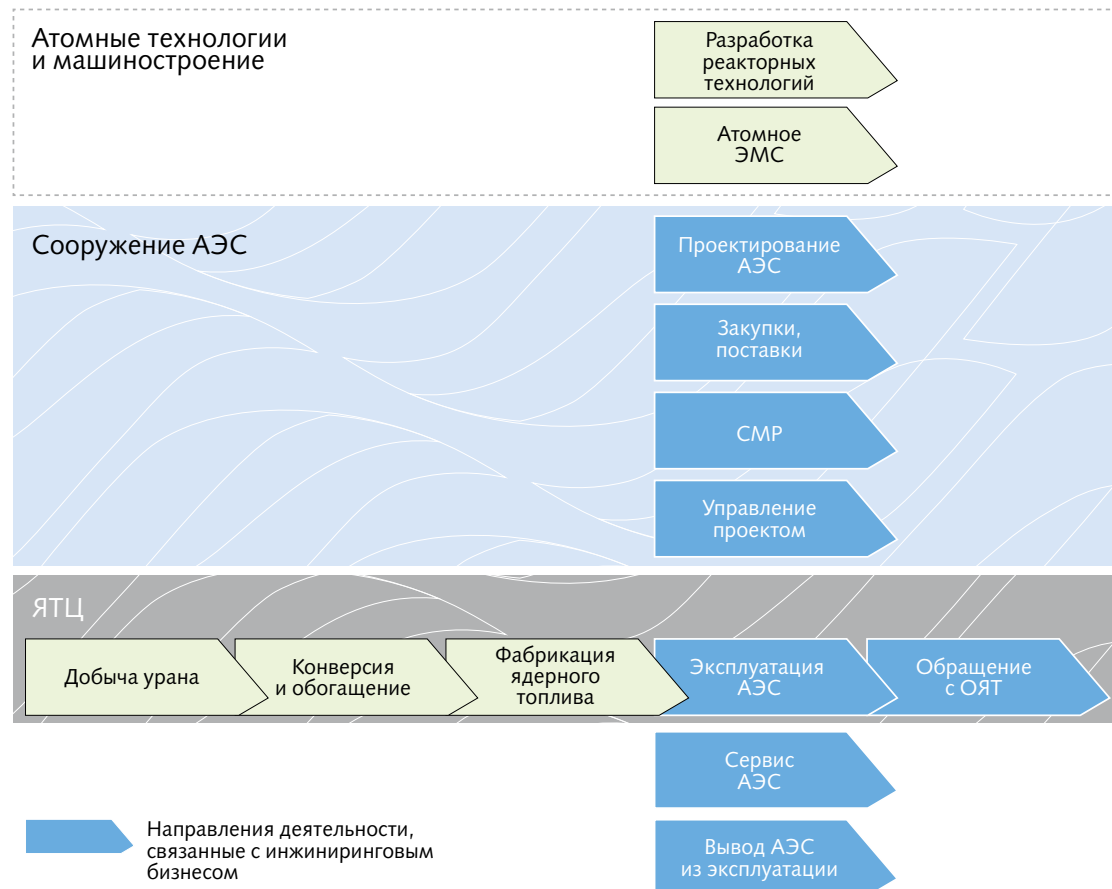 Атомные технологии
и машиностроение
Разработка
реакторных
технологий
Атомное
ЭМС
Сооружение АЭС
Проектирование
АЭС
Закупки,
поставки
СМР
Управление
проектом
ЯТЦ
Добыча урана
Конверсия
и обогащение
Фабрикация
ядерного
топлива
Эксплуатация
АЭС
Обращение
с ОЯТ
Сервис
АЭС
Вывод АЭС
из эксплуатации
Направления деятельности,
связанные с инжиниринговым
бизнесом